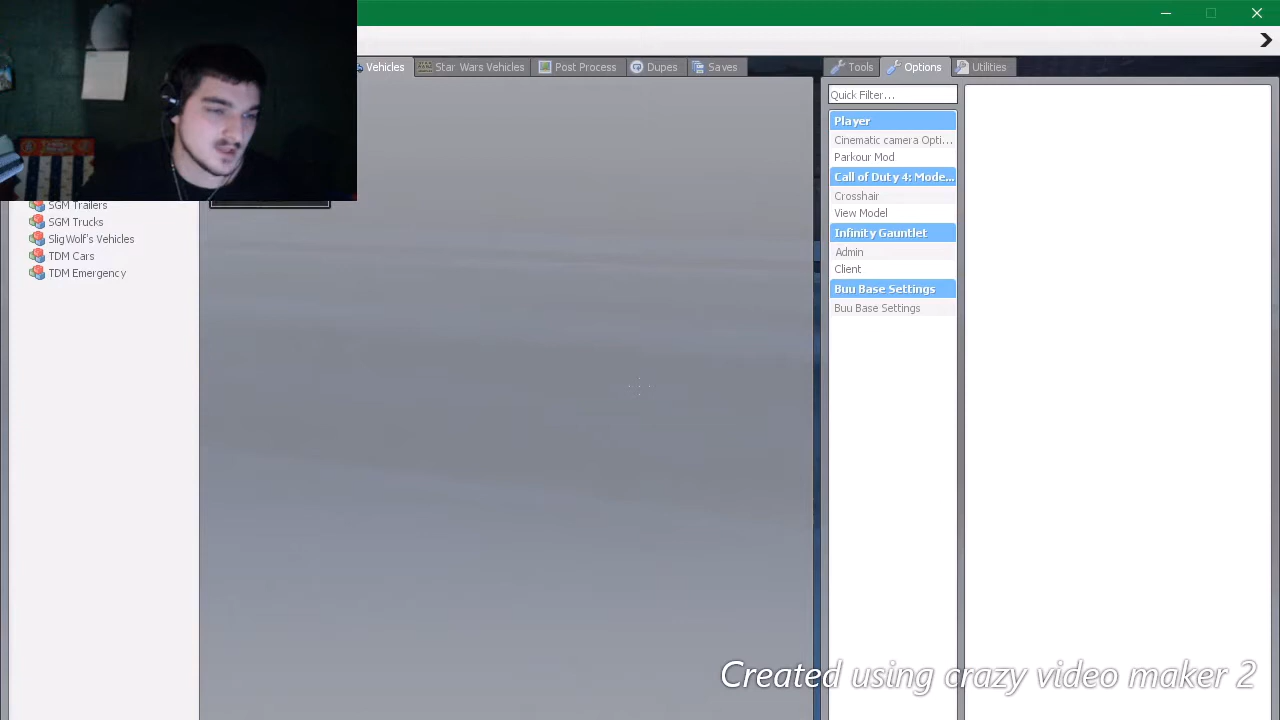 Vehicles
Star Wars Vehicles
Post Process
Dupes
Saves
Tools
Options
Utilities
Quick Filter...
Player
Cinematic camera Opti...
Parkour Mod
Call of Duty 4: Mode...
Crosshair
View Model
Infinity Gauntlet
Admin
Client
Buu Base Settings
Buu Base Settings
SGM Trailers
SGM Trucks
SligWolf's Vehicles
TDM Cars
TDM Emergency
Created using crazy video maker 2